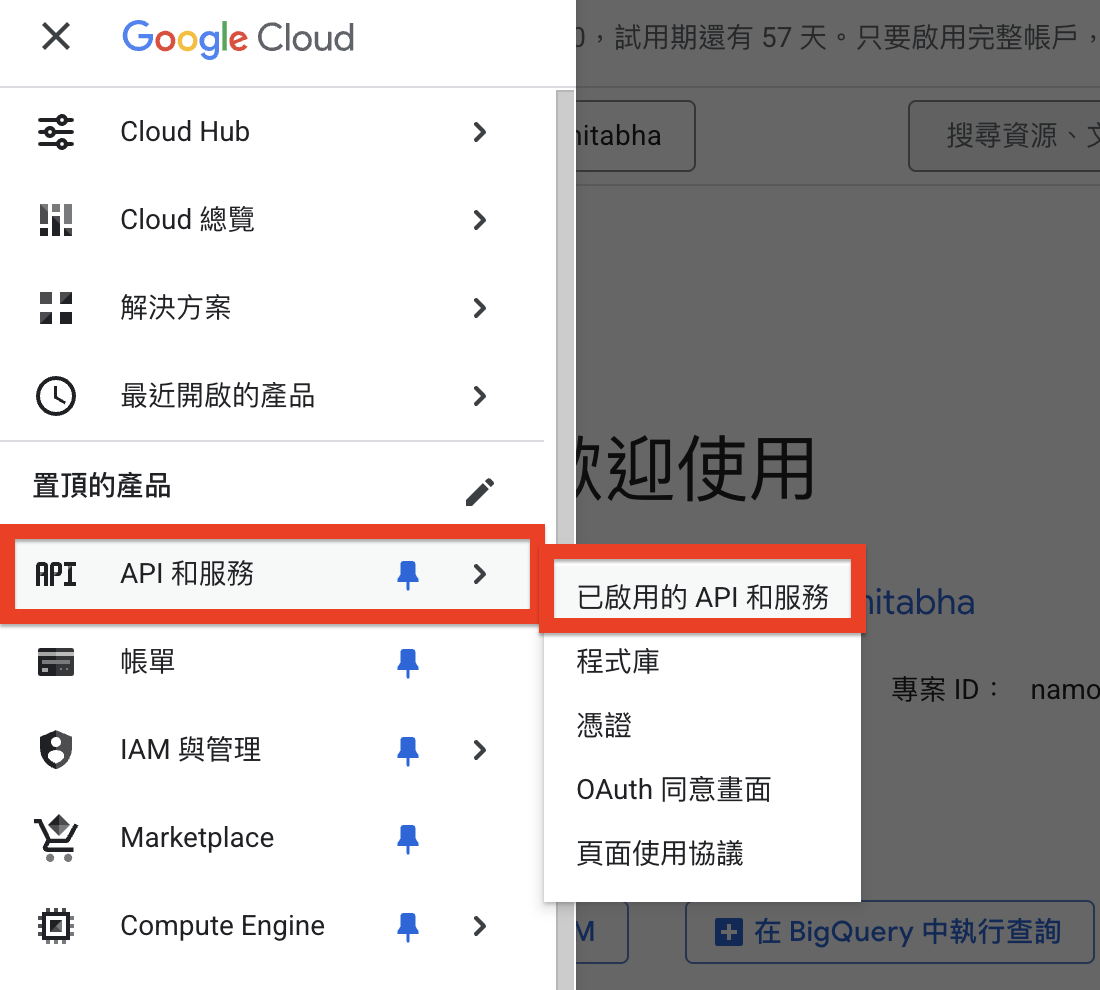 Google Cloud
0，試用期還有 57 天。只要啟用完整帳戶，
Cloud Hub
nitabha
搜尋資源、文
Cloud 總覽
解決方案
最近開啟的產品
歡迎使用
置頂的產品
API API 和服務
已啟用的 API 和服務
nitabha
帳單
程式庫
專案 ID： namo
憑證
IAM 與管理
OAuth 同意畫面
Marketplace
頁面使用協議
Compute Engine
M
在 BigQuery 中執行查詢